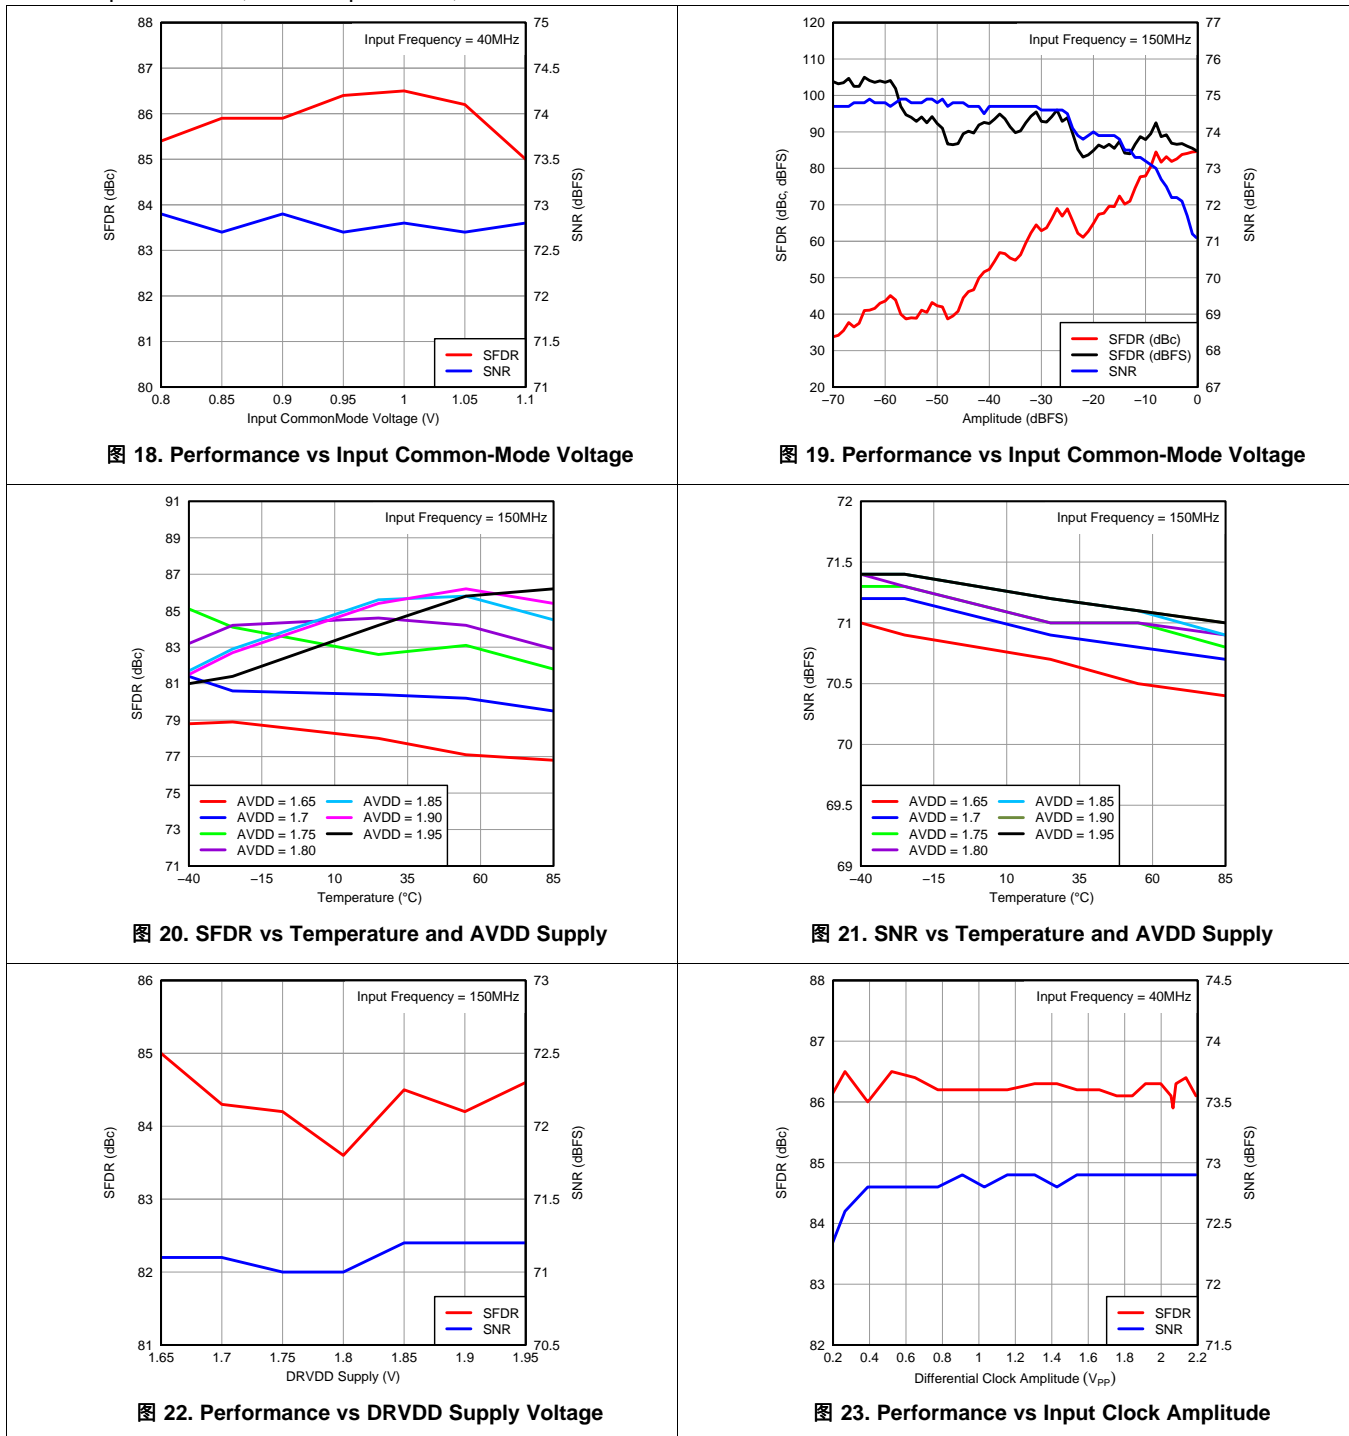 88
87
86
85
84
83
82
81
80
SFDR (dBc)
75
74.5
74
73.5
73
72.5
72
71.5
71
SNR (dBFS)
Input Frequency = 40MHz
SFDR
SNR
0.8 0.85 0.9 0.95 1 1.05 1.1
Input CommonMode Voltage (V)
图 18. Performance vs Input Common-Mode Voltage
120
110
100
90
80
70
60
50
40
30
20
SFDR (dBc, dBFS)
77
76
75
74
73
72
71
70
69
68
67
SNR (dBFS)
Input Frequency = 150MHz
SFDR (dBc)
SFDR (dBFS)
SNR
−70 −60 −50 −40 −30 −20 −10 0
Amplitude (dBFS)
图 19. Performance vs Input Common-Mode Voltage
91
89
87
85
83
81
79
77
75
73
71
SFDR (dBc)
Input Frequency = 150MHz
AVDD = 1.65
AVDD = 1.7
AVDD = 1.75
AVDD = 1.80
AVDD = 1.85
AVDD = 1.90
AVDD = 1.95
−40 −15 10 35 60 85
Temperature (°C)
图 20. SFDR vs Temperature and AVDD Supply
72
71.5
71
70.5
70
69.5
69
SNR (dBFS)
Input Frequency = 150MHz
AVDD = 1.65
AVDD = 1.7
AVDD = 1.75
AVDD = 1.80
AVDD = 1.85
AVDD = 1.90
AVDD = 1.95
−40 −15 10 35 60 85
Temperature (°C)
图 21. SNR vs Temperature and AVDD Supply
86
85
84
83
82
81
SFDR (dBc)
73
72.5
72
71.5
71
70.5
SNR (dBFS)
Input Frequency = 150MHz
SFDR
SNR
1.65 1.7 1.75 1.8 1.85 1.9 1.95
DRVDD Supply (V)
图 22. Performance vs DRVDD Supply Voltage
88
87
86
85
84
83
82
SFDR (dBc)
74.5
74
73.5
73
72.5
72
71.5
SNR (dBFS)
Input Frequency = 40MHz
SFDR
SNR
0.2 0.4 0.6 0.8 1 1.2 1.4 1.6 1.8 2 2.2
Differential Clock Amplitude (VPP)
图 23. Performance vs Input Clock Amplitude